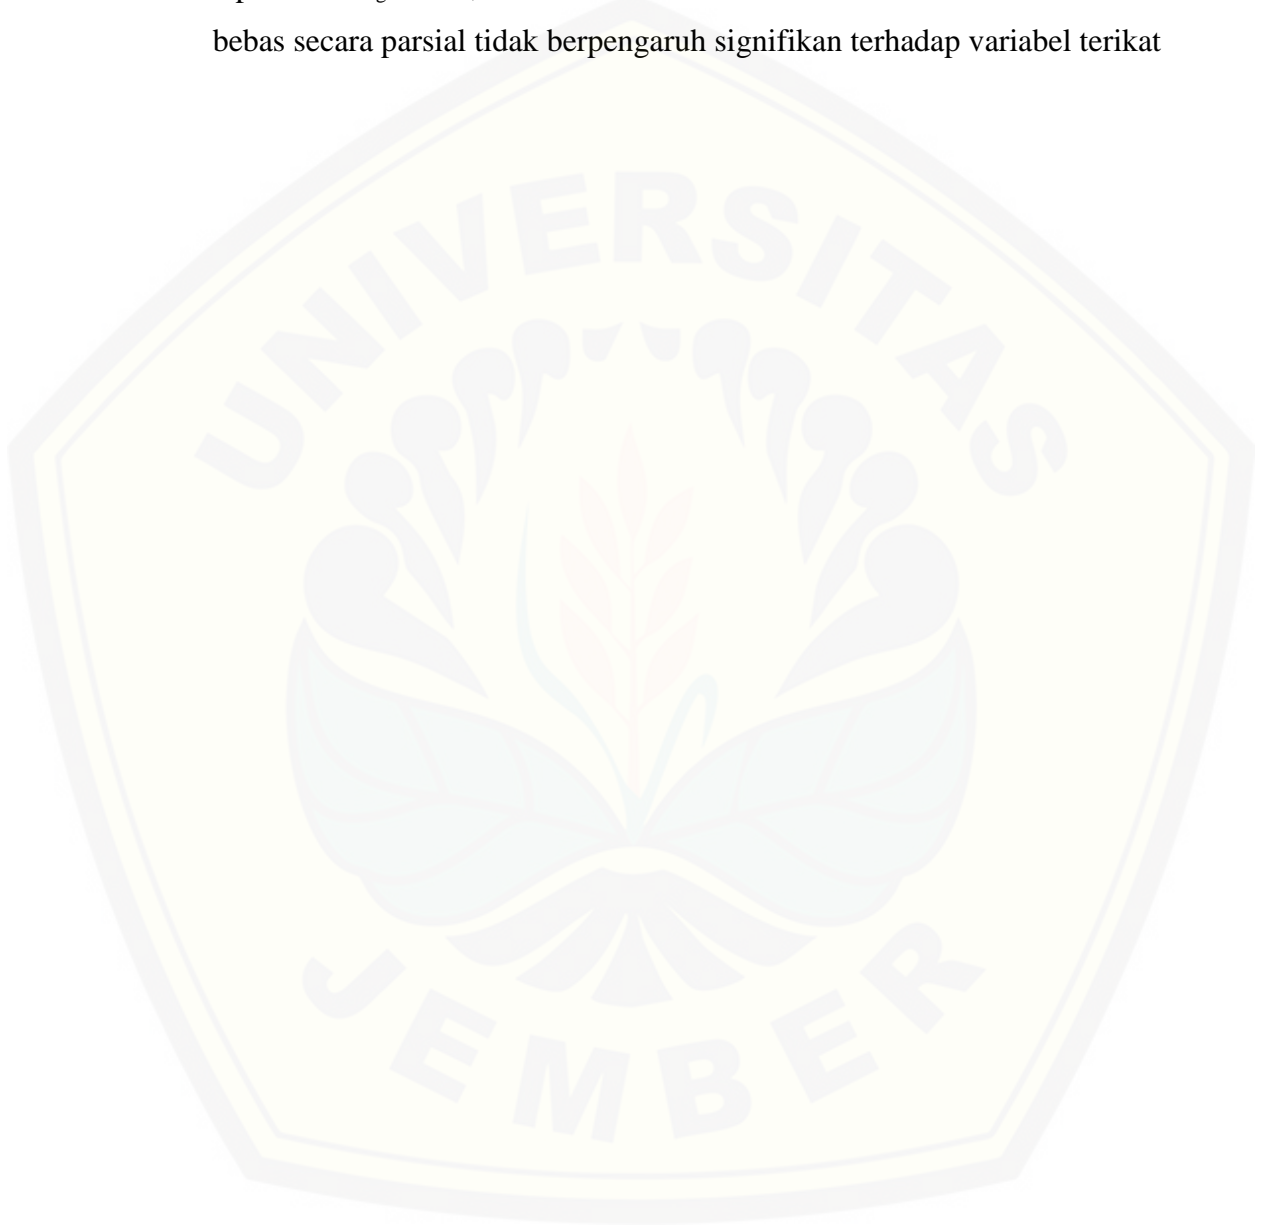 bebas secara parsial tidak berpengaruh signifikan terhadap variabel terikat
UNIVERSITAS
JEMBER